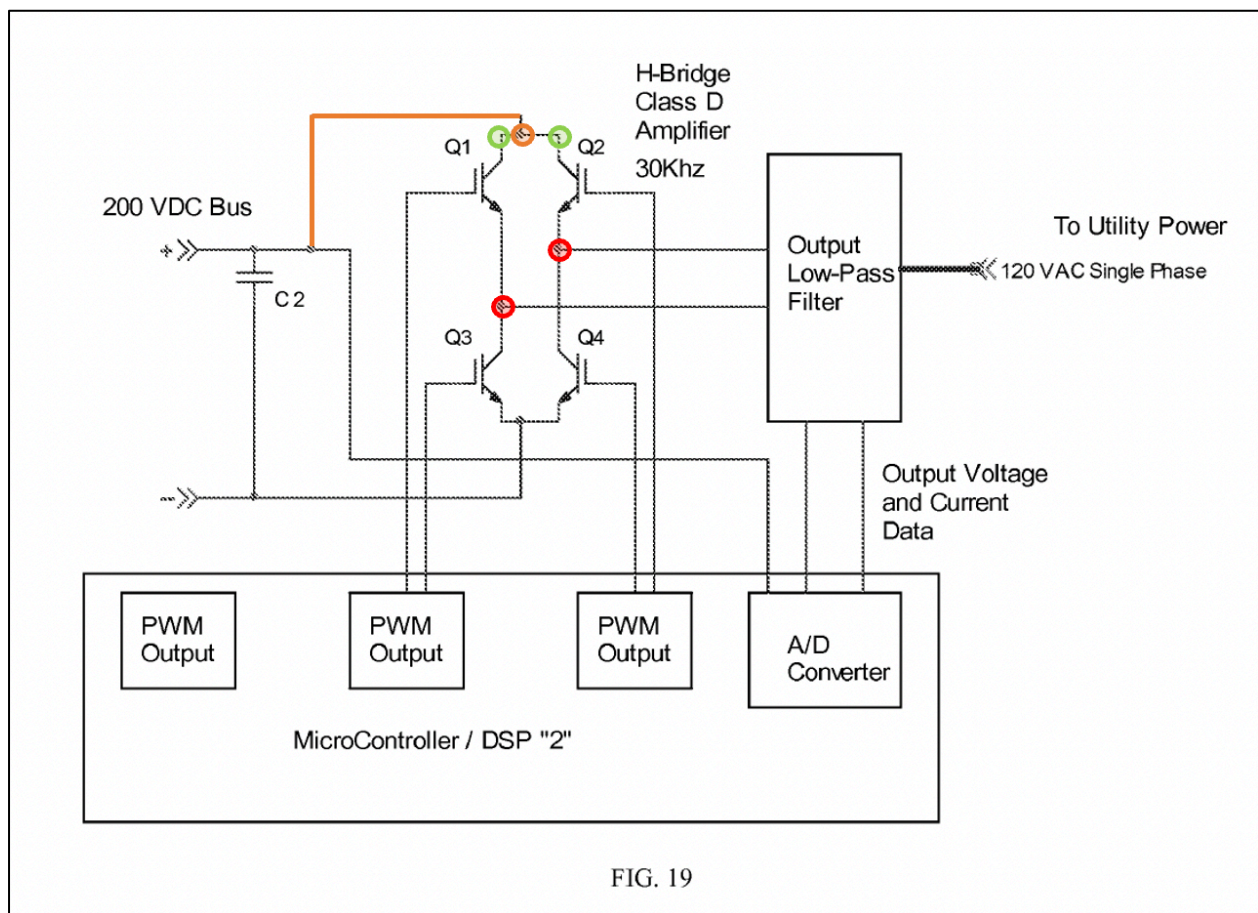 H-Bridge
Class D
Amplifier
30Khz
Q1
Q2
200 VDC Bus
+
C2
Output
Low-Pass
Filter
To Utility Power
120 VAC Single Phase
Q3
Q4
-
Output Voltage
and Current
Data
PWM
Output
PWM
Output
PWM
Output
A/D
Converter
MicroController / DSP "2"
FIG. 19